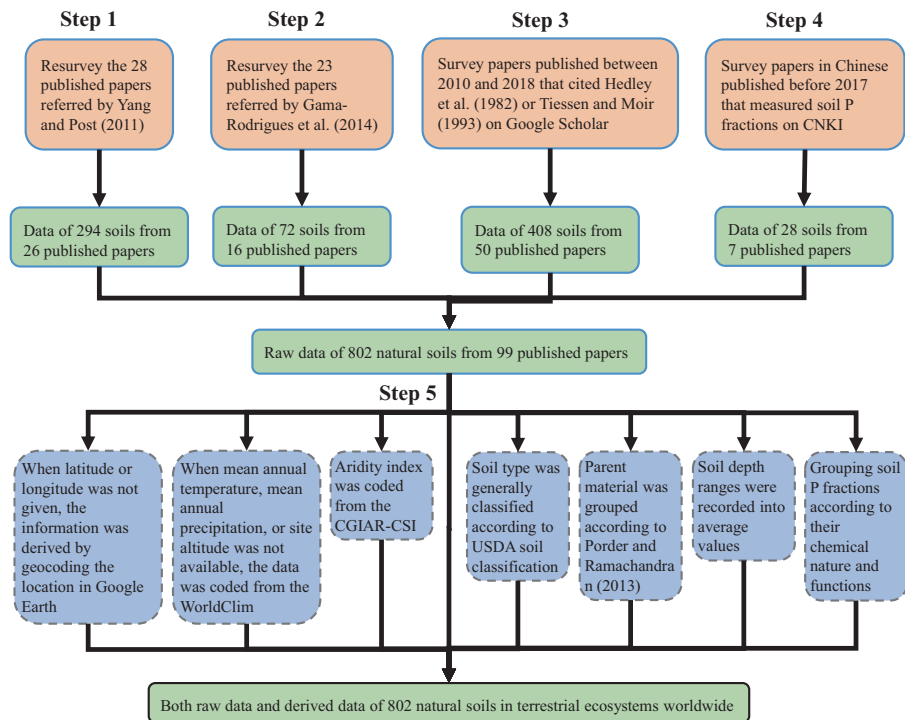 Step 1
Step 2
Step 3
Step 4
Resurvey the 28
published papers
referred by Yang
and Post (2011)
Resurvey the 23
published papers
referred by Gama-
Rodrigues et al. (2014)
Survey papers published between
2010 and 2018 that cited Hedley
et al. (1982) or Tiessen and Moir
(1993) on Google Scholar
Survey papers in Chinese
published before 2017
that measured soil P
fractions on CNKI
Data of 294 soils from
26 published papers
Data of 72 soils from
16 published papers
Data of 408 soils from
50 published papers
Data of 28 soils from
7 published papers
Raw data of 802 natural soils from 99 published papers
Step 5
When latitude or
longitude was not
given, the
information was
derived by
geocoding the
location in Google
Earth
When mean annual
temperature, mean
annual
precipitation, or site
altitude was not
available, the data
was coded from the
WorldClim
Aridity index
was coded
from the
CGIAR-CSI
Soil type was
generally
classified
according to
USDA soil
classification
Parent
material was
grouped
according to
Porder and
Ramachandra
n (2013)
Soil depth
ranges were
recorded into
average
values
Grouping soil
P fractions
according to
their
chemical
nature and
functions
Both raw data and derived data of 802 natural soils in terrestrial ecosystems worldwide